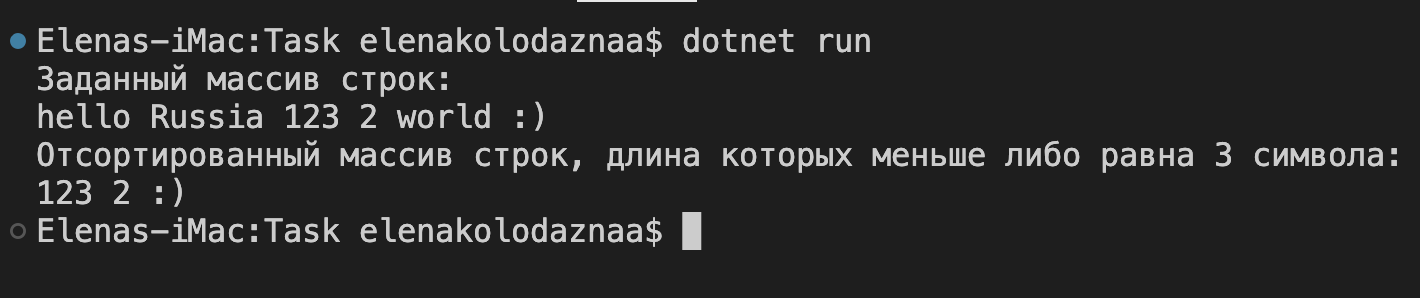 Elenas-iMac:Task elenakolodaznaa$ dotnet run
Заданный массив строк:
hello Russia 123 2 world :)
Отсортированный массив строк, длина которых меньше либо равна 3 символа:
123 2 :)
Elenas-iMac:Task elenakolodaznaa$